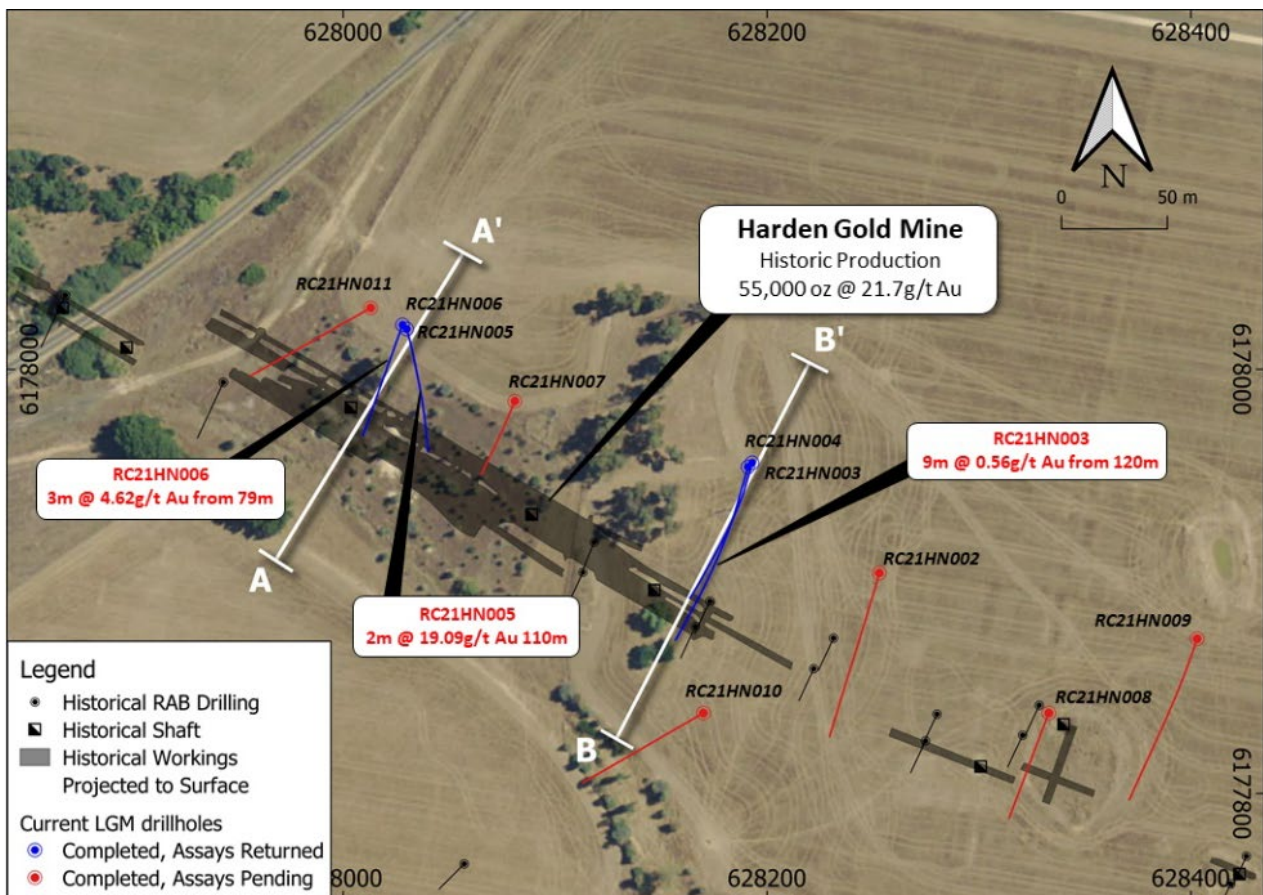 628000
628200
628400
N
0 50 m
A'
Harden Gold Mine
Historic Production
55,000 oz @ 21.7g/t Au
RC21HN011
RC21HN006
RC21HN005
6178000
6178000
B'
RC21HN007
RC21HN004
RC21HN003
RC21HN003
9m @ 0.56g/t Au from 120m
RC21HN006
3m @ 4.62g/t Au from 79m
A
RC21HN002
RC21HN005
2m @ 19.09g/t Au 110m
RC21HN009
RC21HN010
RC21HN008
B
6177800
Legend
Historical RAB Drilling
Historical Shaft
Historical Workings
Projected to Surface
Current LGM drillholes
Completed, Assays Returned
Completed, Assays Pending
628000
628200
628400